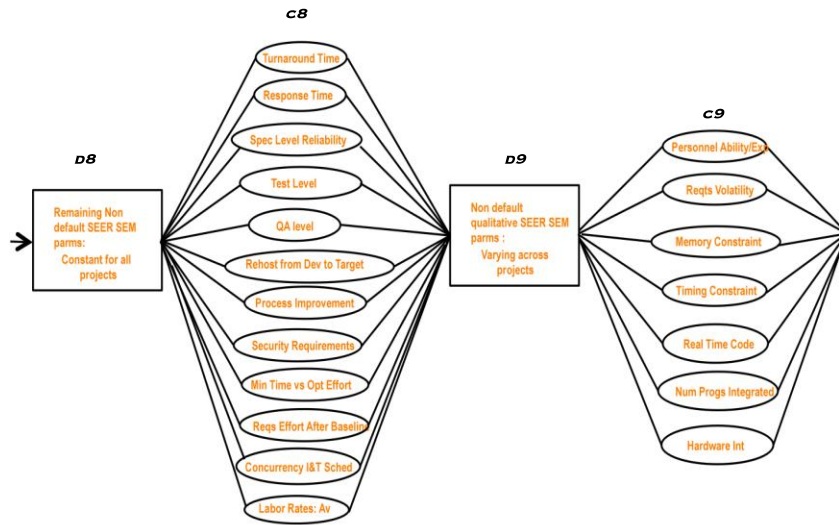 C8
Turnaround Time
Response Time
Spec Level Reliability
Test Level
QA level
Rehost from Dev to Target
Process Improvement
Security Requirements
Min Time vs Opt Effort
Reqs Effort After Baseline
Concurrency I&T Sched
Labor Rates: Av
D8
Remaining Non
default SEER SEM
parms:
Constant for all
projects
D9
Non default
qualitative SEER SEM
parms :
Varying across
projects
C9
Personnel Ability/Exp
Reqts Volatility
Memory Constraint
Timing Constraint
Real Time Code
Num Progs Integrated
Hardware Int